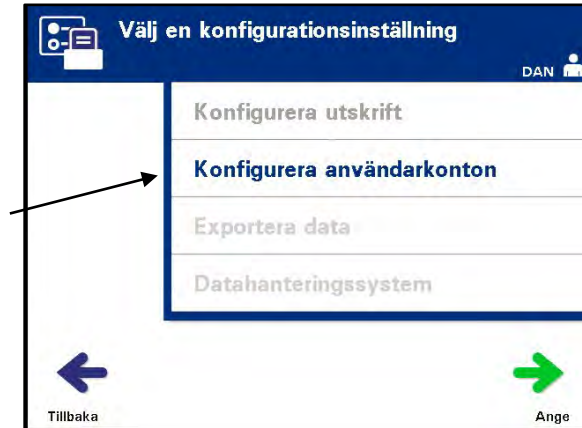 Välj en konfigurationsinställning
DAN
Konfigurera utskrift
Konfigurera användarkonton
Exportera data
Datahanteringssystem
Tillbaka
Ange